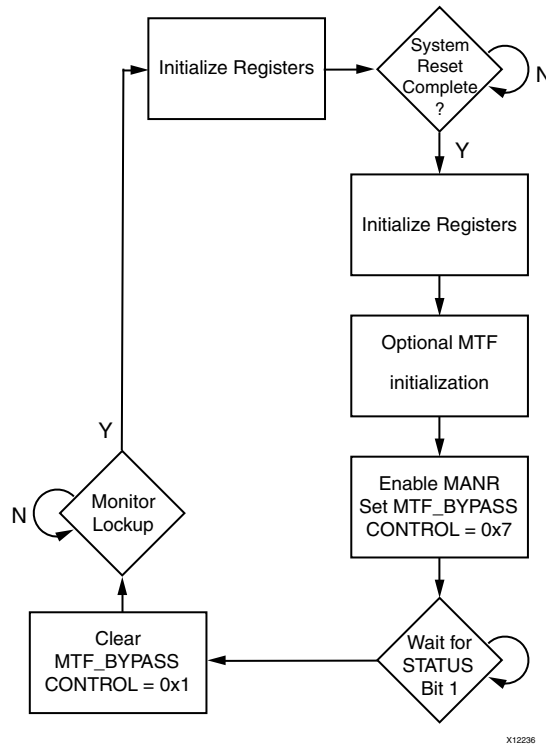 Initialize Registers
System
Reset
Complete
?
N
Y
Initialize Registers
Optional MTF
initialization
Enable MANR
Set MTF_BYPASS
CONTROL = 0x7
Wait for
STATUS
Bit 1
Clear
MTF_BYPASS
CONTROL = 0x1
Monitor
Lockup
N
Y
X12236